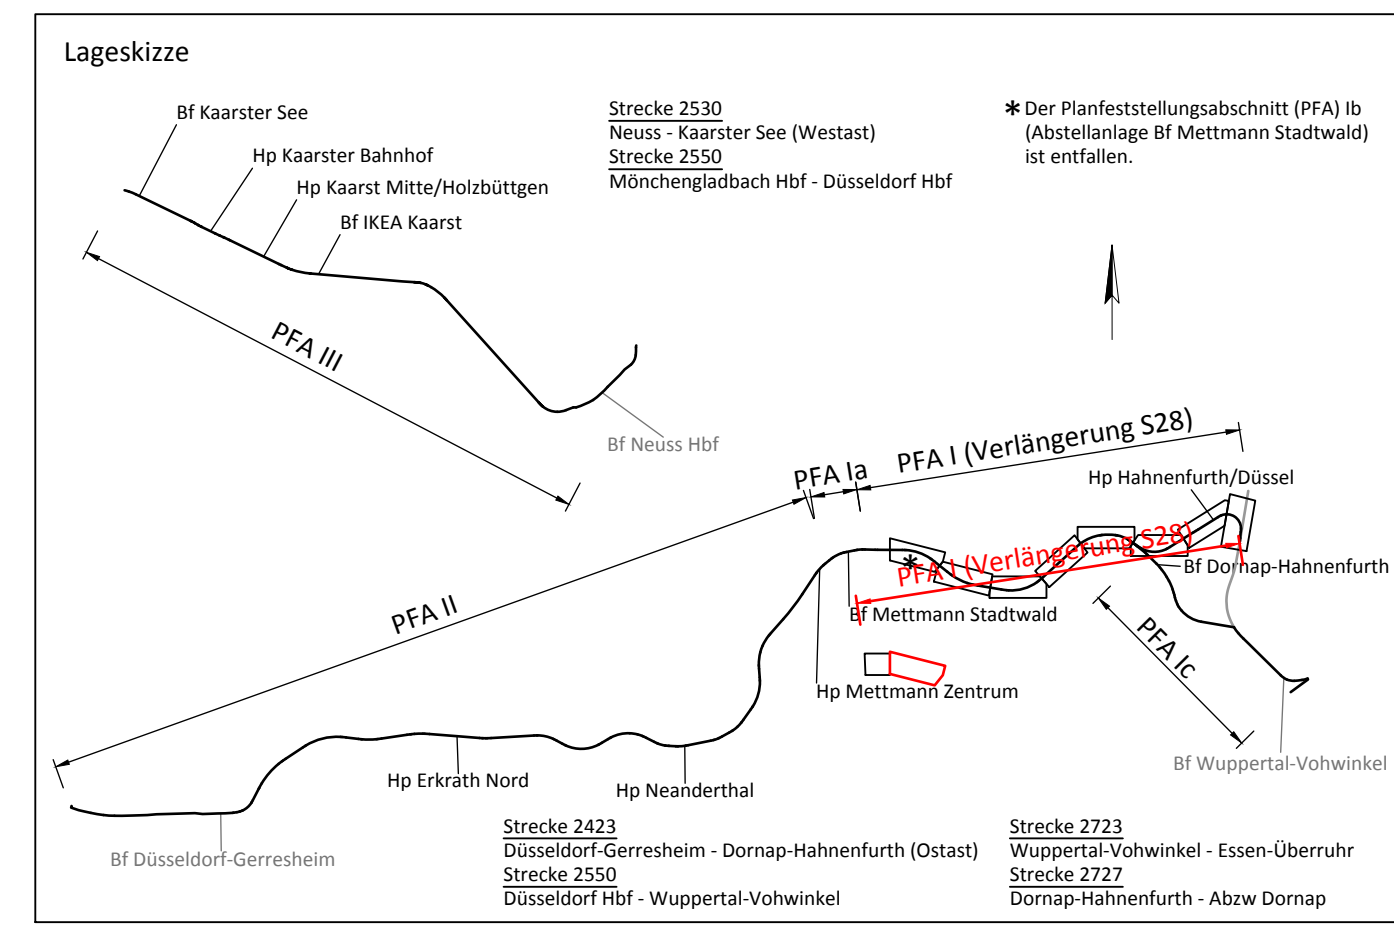 Lageskizze
Bf Kaarster See
Hp Kaarster Bahnhof
Hp Kaarst Mitte/Holzbüttgen
Bf IKEA Kaarst
Strecke 2530
Neuss - Kaarster See (Westast)
Strecke 2550
Mönchengladbach Hbf - Düsseldorf Hbf
* Der Planfeststellungsabschnitt (PFA) Ib
(Abstellanlage Bf Mettmann Stadtwald)
ist entfallen.
PFA III
Bf Neuss Hbf
PFA Ia
PFA I (Verlängerung S28)
Hp Hahnenfurth/Düssel
*
PFA I (Verlängerung S28)
Bf Dornap-Hahnenfurth
PFA II
Bf Mettmann Stadtwald
PFA Ic
Hp Mettmann Zentrum
Bf Wuppertal-Vohwinkel
Hp Erkrath Nord
Hp Neanderthal
Bf Düsseldorf-Gerresheim
Strecke 2423
Düsseldorf-Gerresheim - Dornap-Hahnenfurth (Ostast)
Strecke 2550
Düsseldorf Hbf - Wuppertal-Vohwinkel
Strecke 2723
Wuppertal-Vohwinkel - Essen-Überruhr
Strecke 2727
Dornap-Hahnenfurth - Abzw Dornap